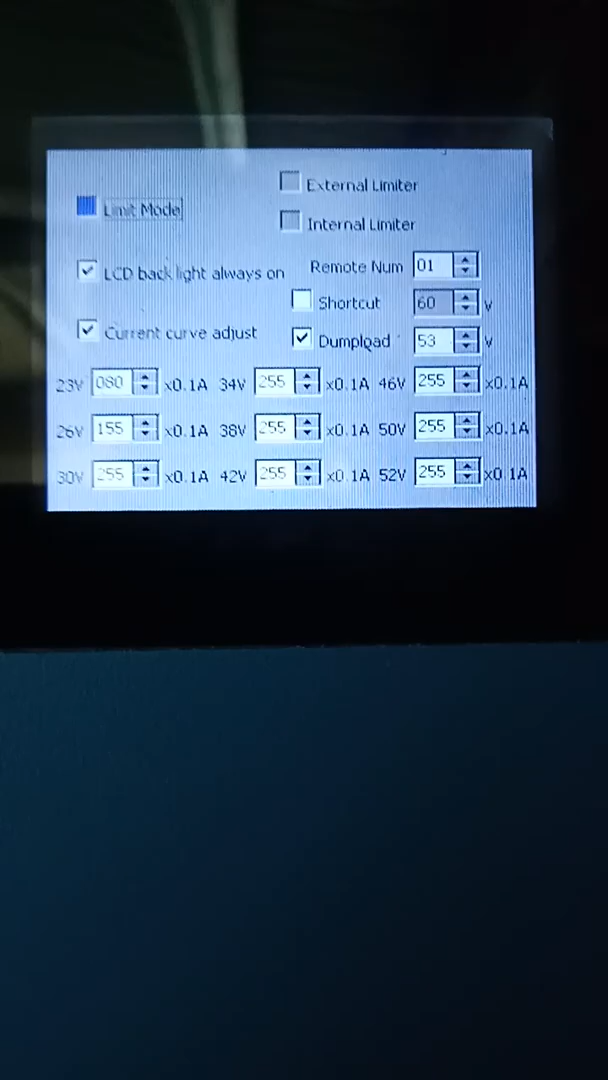 External Limiter
Limit Mode
Internal Limiter
LCD back light always on Remote Num 01
Shortcut 60 v
Current curve adjust Dumpload 53 v
23V 080 x0.1A 34V 255 x0.1A 46V 255 x0.1A
26V 155 x0.1A 38V 255 x0.1A 50V 255 x0.1A
30V 255 x0.1A 42V 255 x0.1A 52V 255 x0.1A